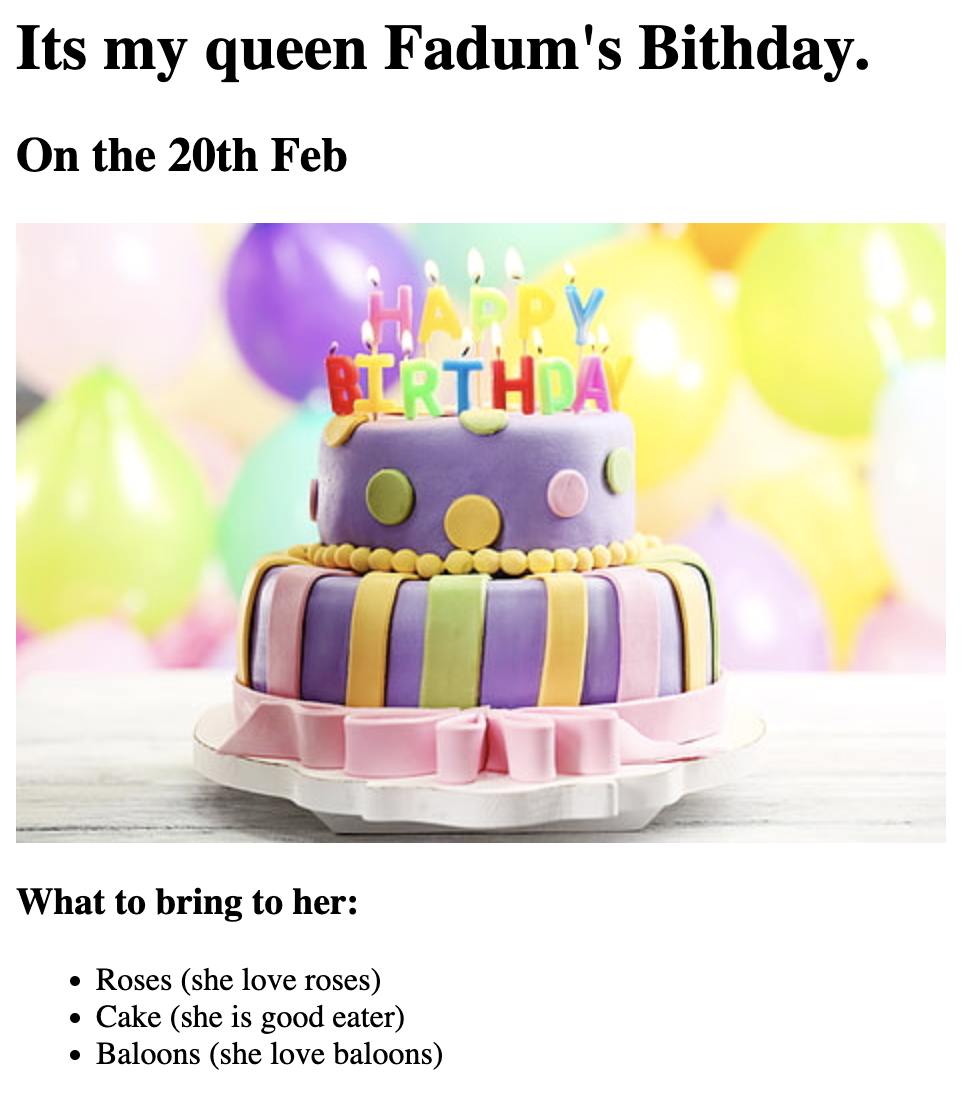 Its my queen Fadum's Bithday.
On the 20th Feb
HAPPY
BIRTHDAY
What to bring to her:
Roses (she love roses)
Cake (she is good eater)
Baloons (she love baloons)